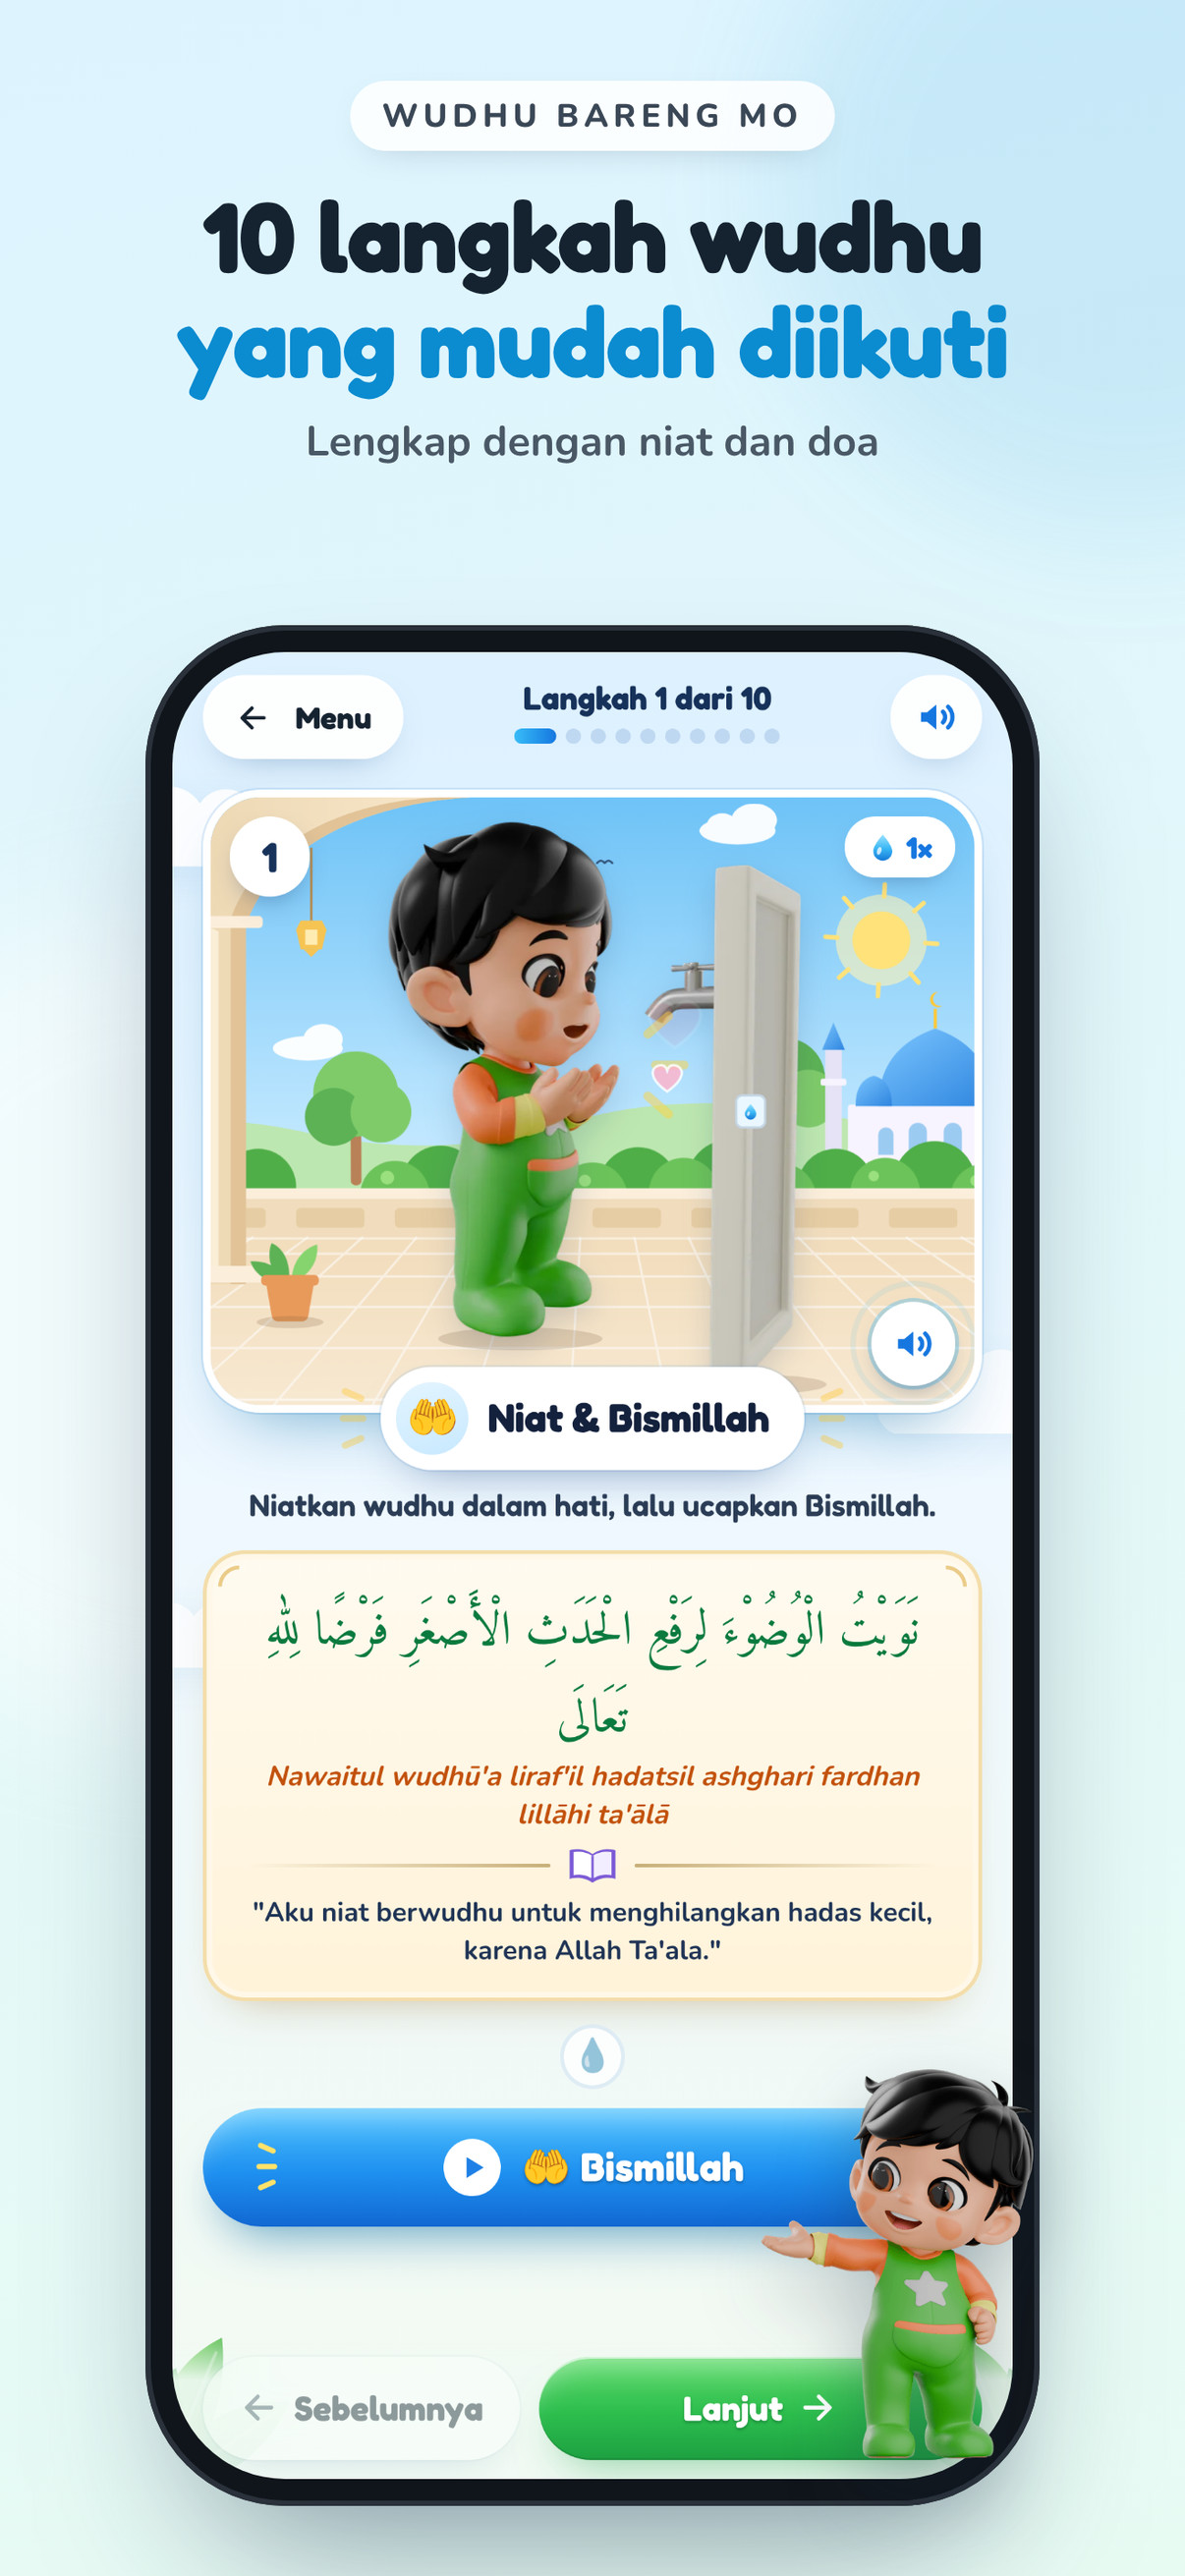 WUDHU BARENG MO
10 langkah wudhu
yang mudah diikuti
Lengkap dengan niat dan doa
← Menu
Langkah 1 dari 10
1
1x
Niat & Bismillah
Niatkan wudhu dalam hati, lalu ucapkan Bismillah.
نَوَيْتُ الْوُضُوْءَ لِرَفْعِ الْحَدَثِ الْأَصْغَرِ فَرْضًا لِلّٰهِ
تَعَالَى
Nawaitul wudhū'a liraf'il hadatsil ashghari fardhan
lillāhi ta'ālā
"Aku niat berwudhu untuk menghilangkan hadas kecil,
karena Allah Ta'ala."
Bismillah
← Sebelumnya
Lanjut →